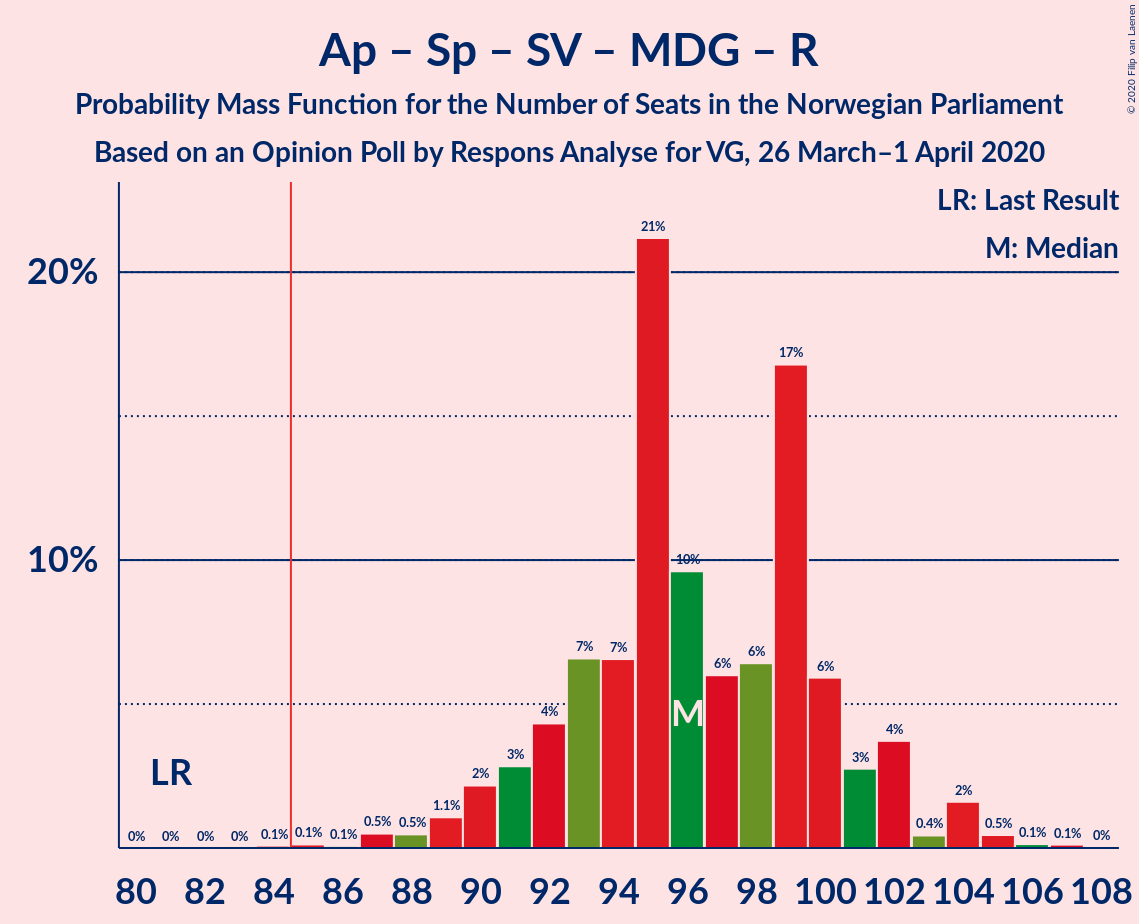 Ap – Sp – SV – MDG – R
Probability Mass Function for the Number of Seats in the Norwegian Parliament
Based on an Opinion Poll by Respons Analyse for VG, 26 March–1 April 2020
© 2020 Filip van Laenen
LR: Last Result
M: Median
20%
10%
21%
17%
10%
7% 7% 6% 6% 6%
4% 4%
3% 3%
2% 2%
1.1%
0% 0% 0% 0% 0.1% 0.1% 0.1% 0.5% 0.5% 0.4% 0.5% 0.1% 0.1% 0%
M
LR
80 82 84 86 88 90 92 94 96 98 100 102 104 106 108